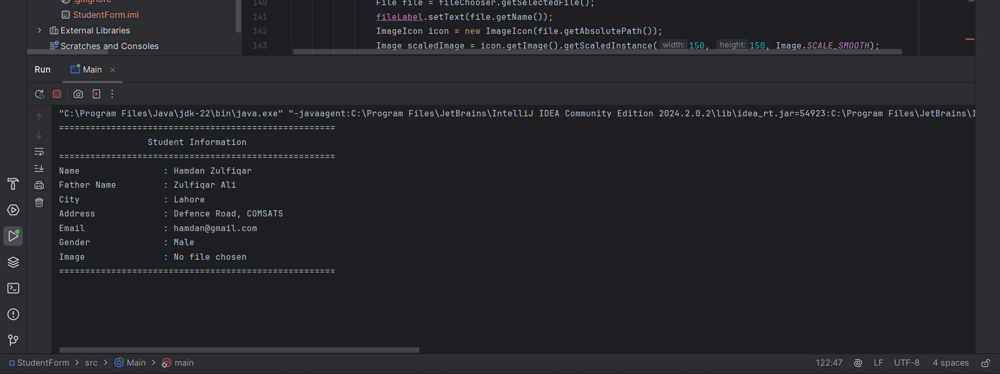 .gitignore
StudentForm.iml
External Libraries
Scratches and Consoles
140 File file = fileChooser.getSelectedFile();
141 fileLabel.setText(file.getName());
142 ImageIcon icon = new ImageIcon(file.getAbsolutePath());
143 Image scaledImage = icon.getImage().getScaledInstance( width: 150, height: 150, Image.SCALE_SMOOTH);
Run Main
"C:\Program Files\Java\jdk-22\bin\java.exe" "-javaagent:C:\Program Files\JetBrains\IntelliJ IDEA Community Edition 2024.2.0.2\lib\idea_rt.jar=54923:C:\Program Files\JetBrains\I
=====================================================
Student Information
=====================================================
Name : Hamdan Zulfiqar
Father Name : Zulfiqar Ali
City : Lahore
Address : Defence Road, COMSATS
Email : hamdan@gmail.com
Gender : Male
Image : No file chosen
=====================================================
StudentForm > src > Main > main 122:47 LF UTF-8 4 spaces